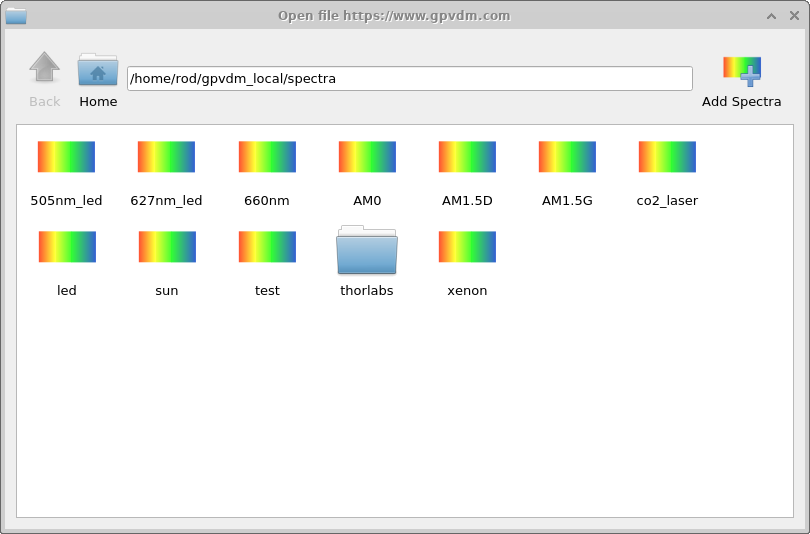 Open file https://www.gpvdm.com
Back
Home
/home/rod/gpvdm_local/spectra
Add Spectra
505nm_led
627nm_led
660nm
AM0
AM1.5D
AM1.5G
co2_laser
led
sun
test
thorlabs
xenon